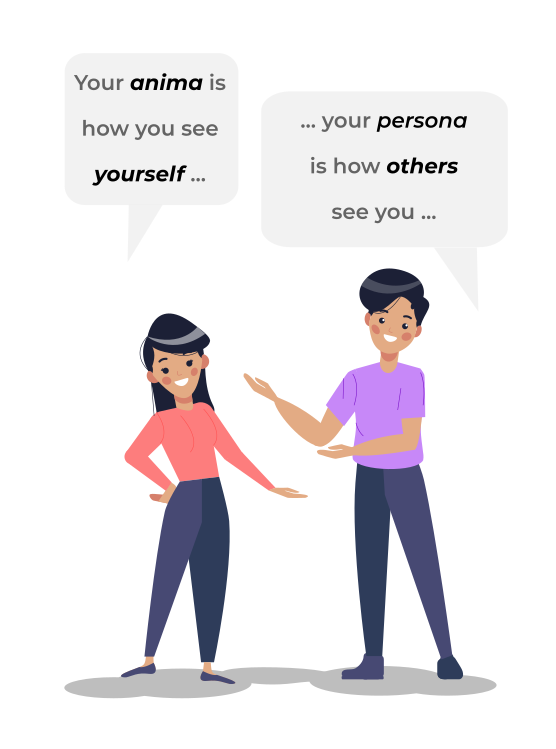 Your anima is
how you see
yourself ...
... your persona
is how others
see you ...